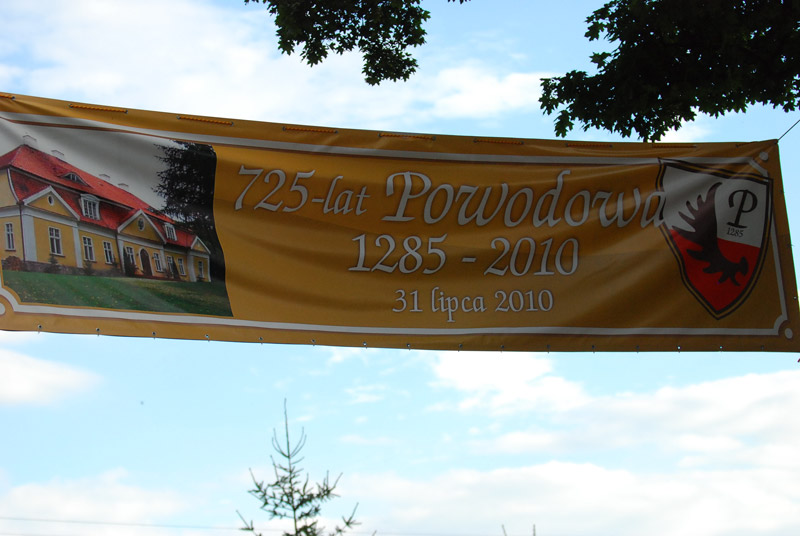 725-lat Powodowa
1285 - 2010
31 lipca 2010
P
1285